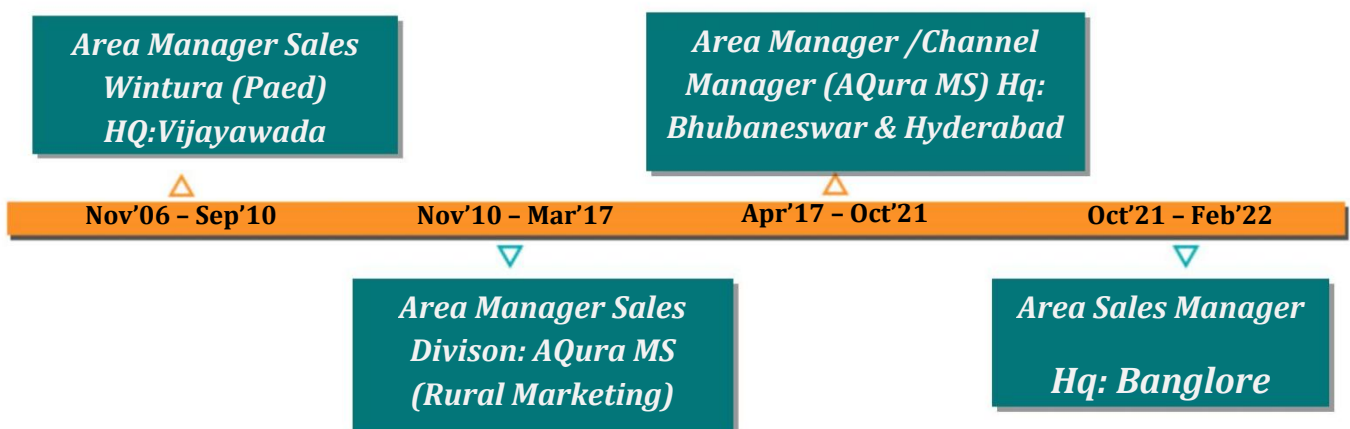 Area Manager Sales
Wintura (Paed)
HQ:Vijayawada
Area Manager /Channel
Manager (AQura MS) Hq:
Bhubaneswar & Hyderabad
Nov’06 – Sep’10
Nov’10 – Mar’17
Apr’17 – Oct’21
Oct’21 – Feb’22
Area Manager Sales
Divison: AQura MS
(Rural Marketing)
Area Sales Manager
Hq: Banglore